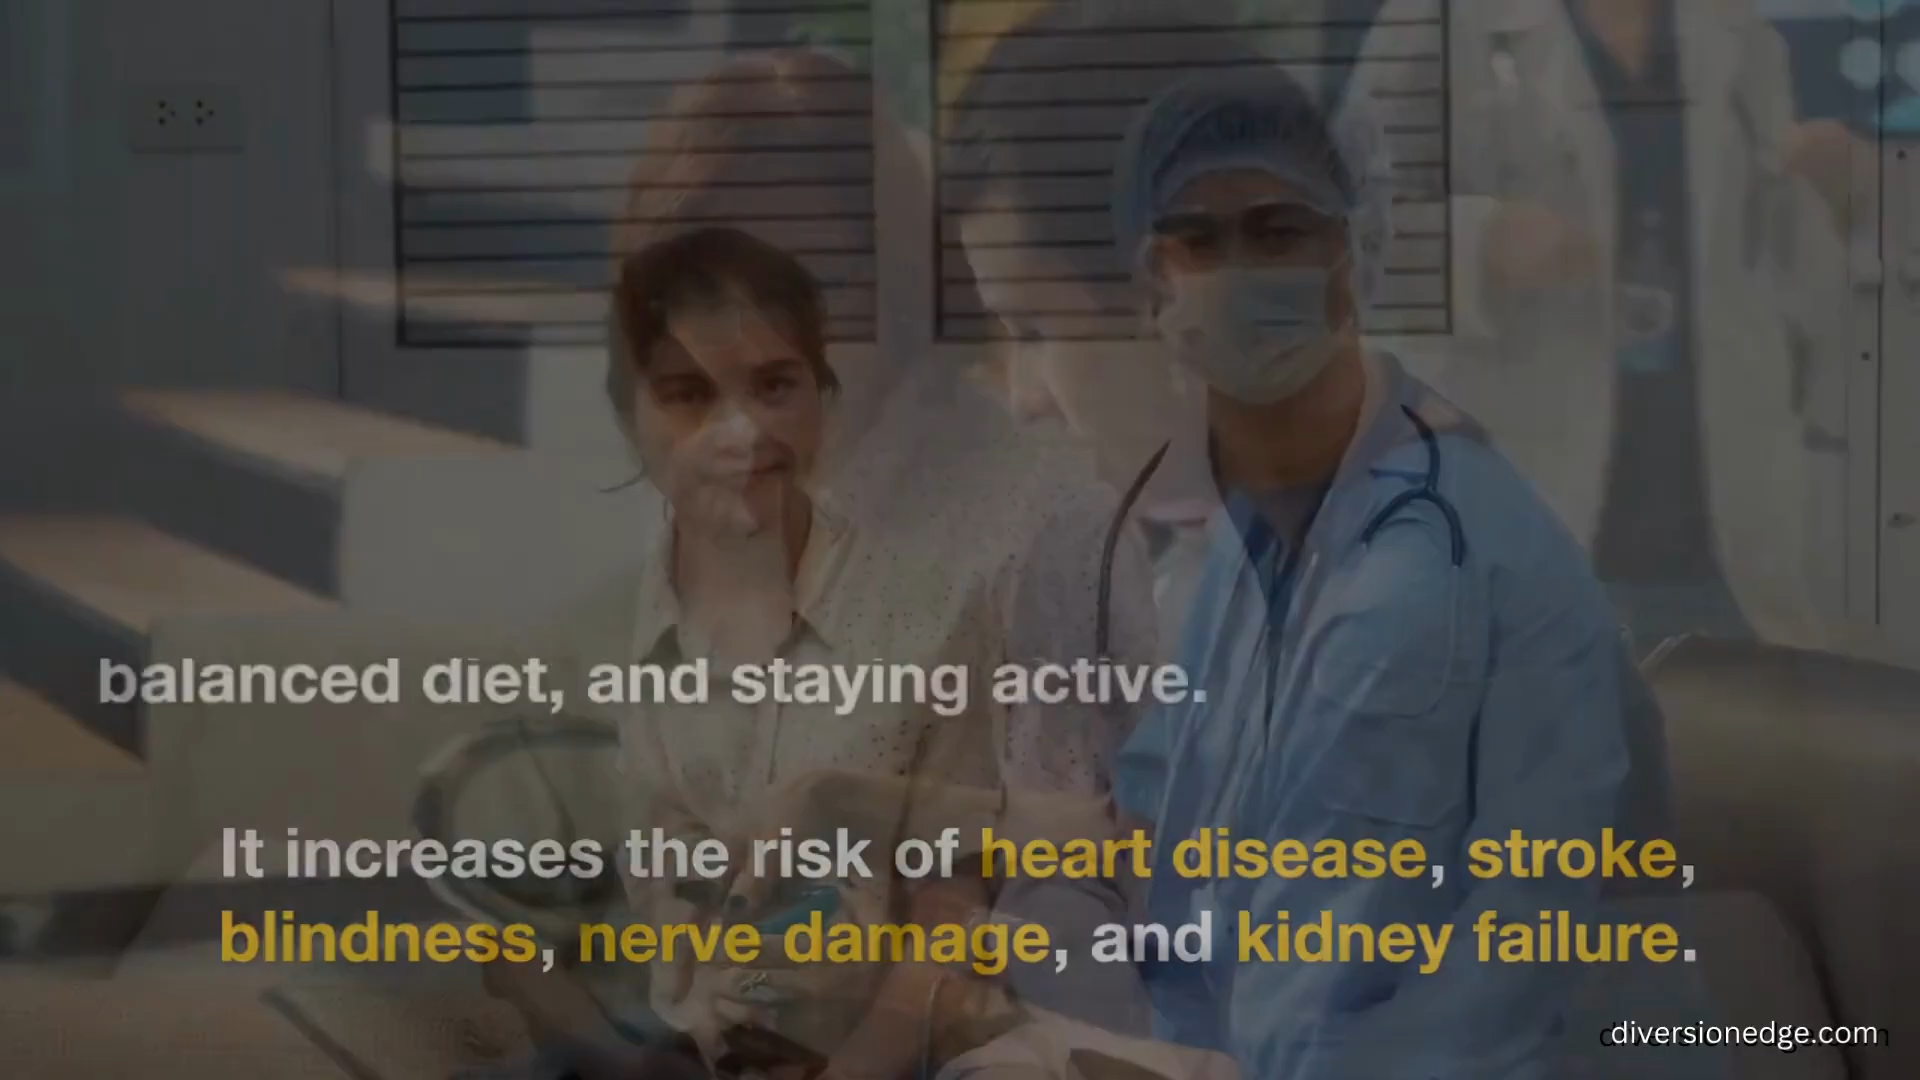 balanced diet, and staying active.
It increases the risk of heart disease, stroke,
blindness, nerve damage, and kidney failure.
diversionedge.com